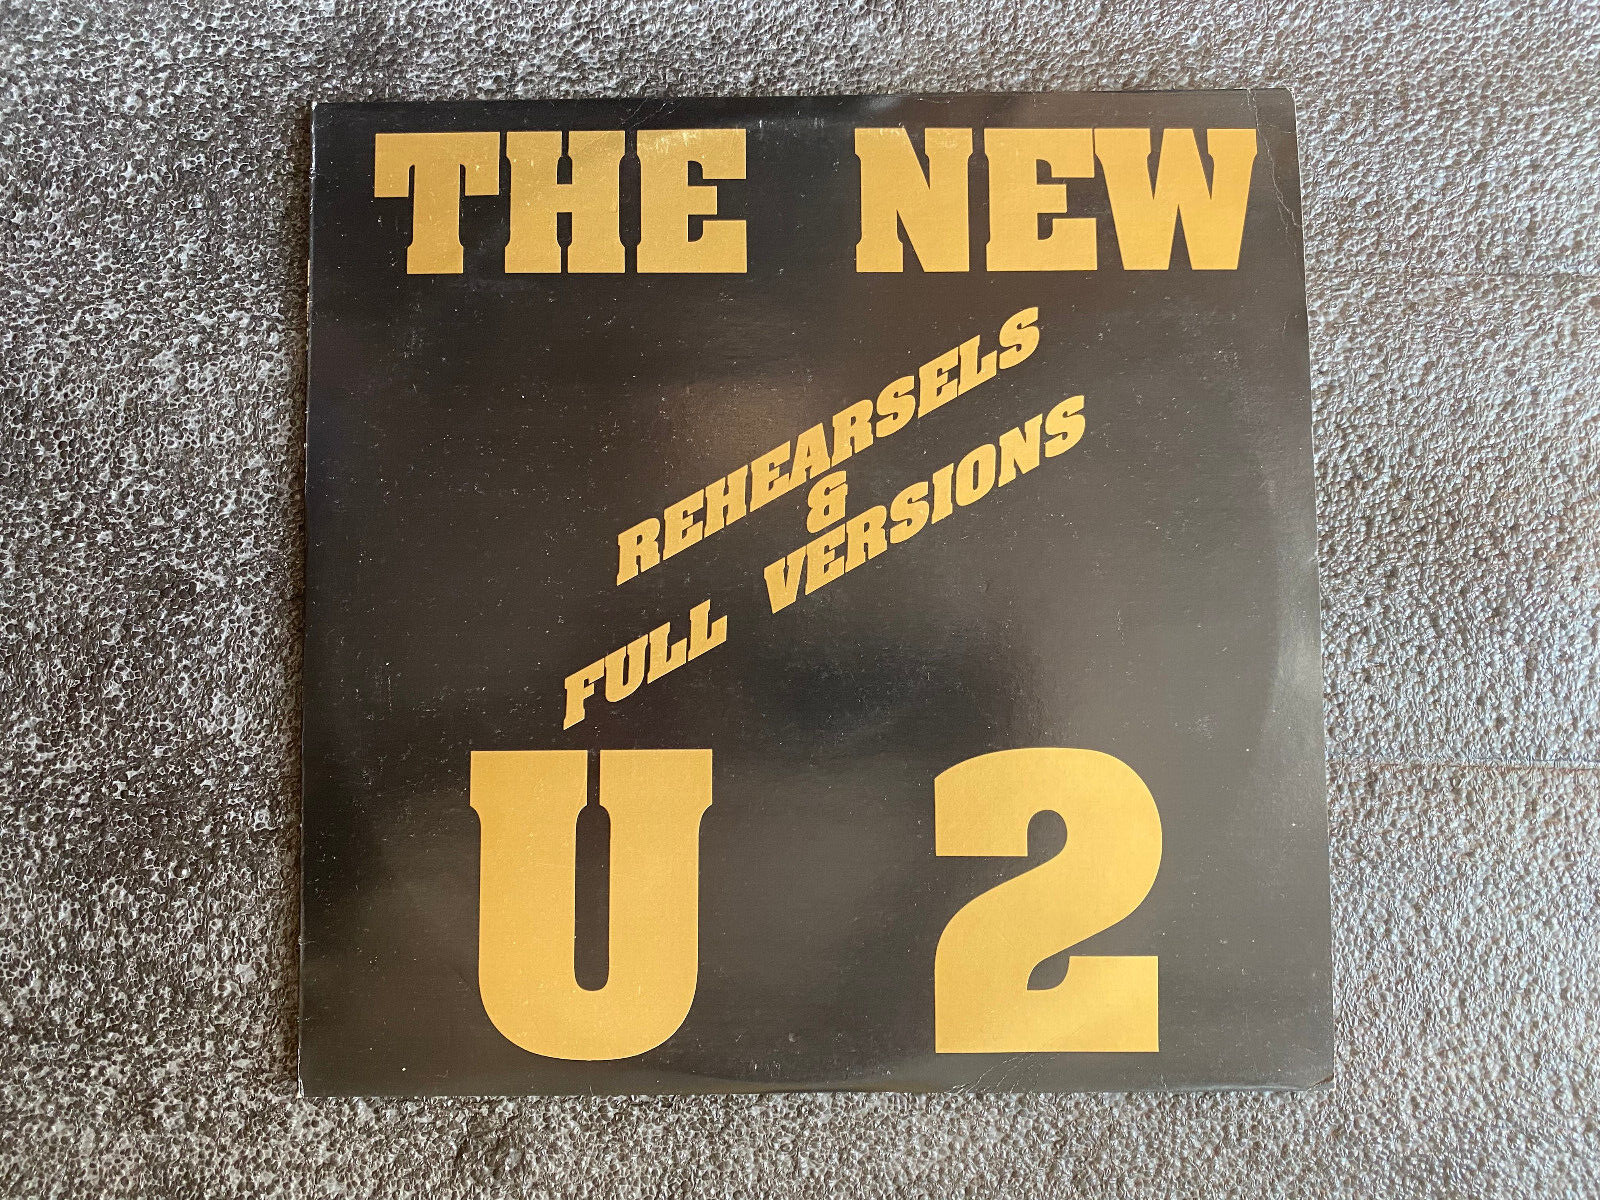 THE NEW
REHEARSELS
&
FULL VERSIONS
U 2